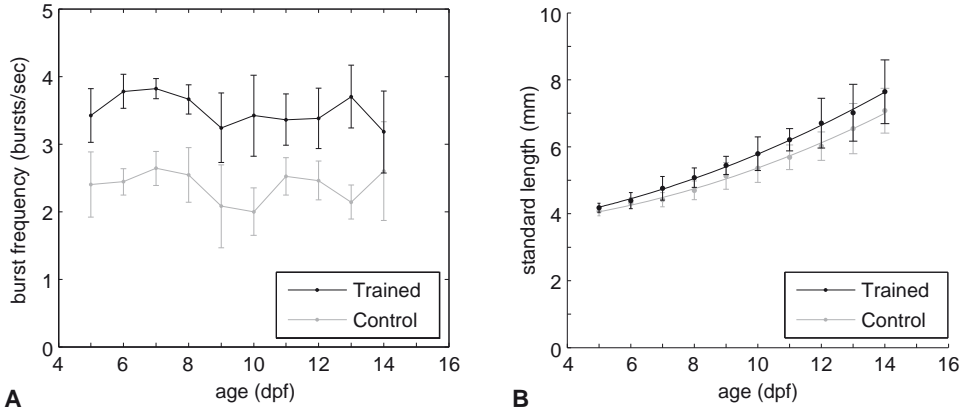 burst frequency (bursts/sec)
5
4
3
2
1
0
4 6 8 10 12 14 16
age (dpf)
Trained
Control
A
standard length (mm)
10
8
6
4
2
0
4 6 8 10 12 14 16
age (dpf)
Trained
Control
B